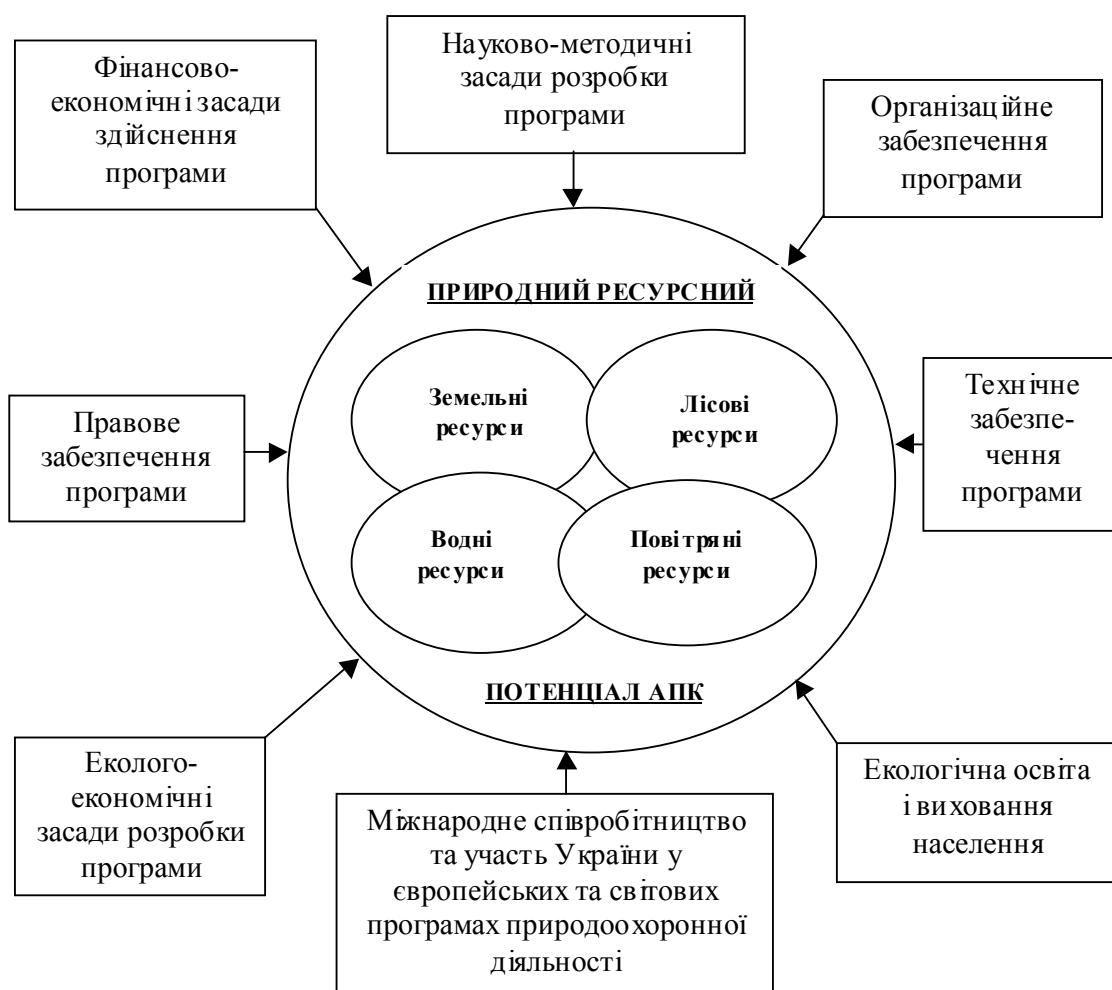 Науково-методичні
засади розробки
програми
Фінансово-
економічні засади
здійснення
програми
Організаційне
забезпечення
програми
ПРИРОДНИЙ РЕСУРСНИЙ
Земельні
ресурси
Лісові
ресурси
Правове
забезпечення
програми
Технічне
забезпе-
чення
програми
Водні
ресурси
Повітряні
ресурси
ПОТЕНЦІАЛ АПК
Еколого-
економічні
засади розробки
програми
Міжнародне співробітництво
та участь України у
європейських та світових
програмах природоохоронної
діяльності
Екологічна освіта
і виховання
населення